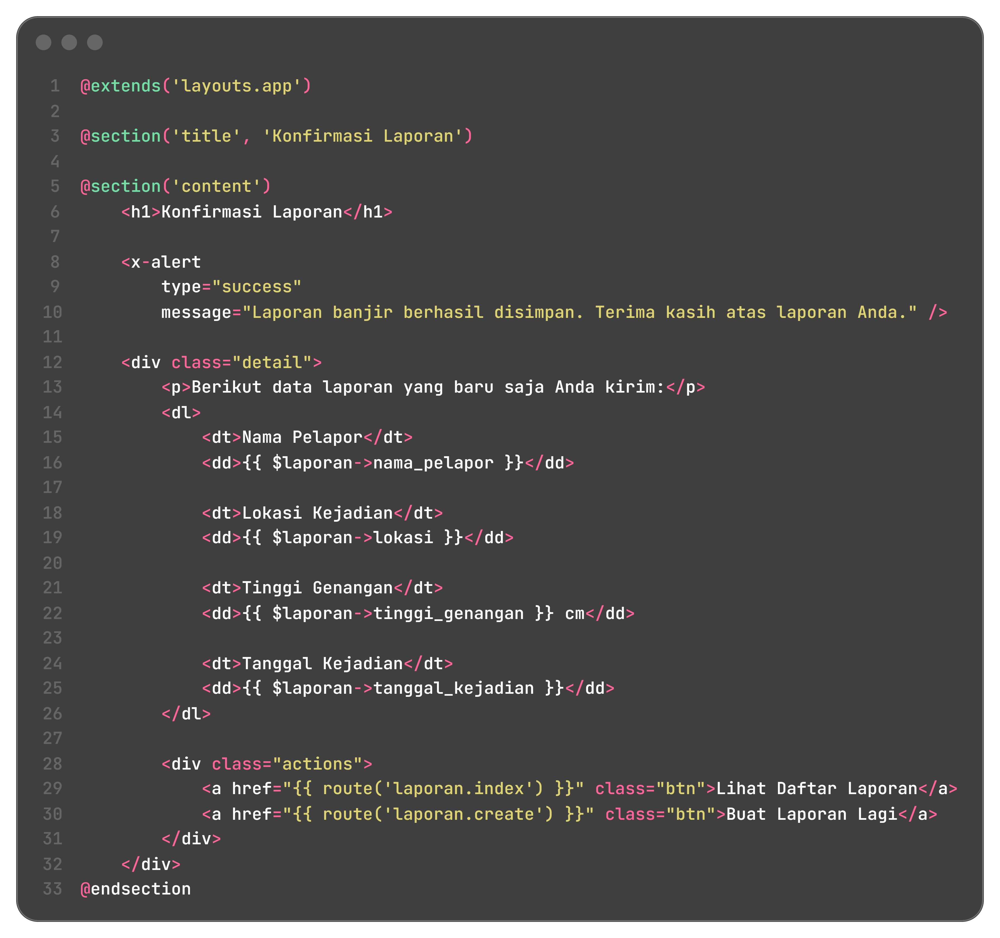 1 @extends('layouts.app')
2
3 @section('title', 'Konfirmasi Laporan')
4
5 @section('content')
6     <h1>Konfirmasi Laporan</h1>
7
8     <x-alert
9         type="success"
10         message="Laporan banjir berhasil disimpan. Terima kasih atas laporan Anda." />
11
12     <div class="detail">
13         <p>Berikut data laporan yang baru saja Anda kirim:</p>
14         <dl>
15             <dt>Nama Pelapor</dt>
16             <dd>{{ $laporan->nama_pelapor }}</dd>
17
18             <dt>Lokasi Kejadian</dt>
19             <dd>{{ $laporan->lokasi }}</dd>
20
21             <dt>Tinggi Genangan</dt>
22             <dd>{{ $laporan->tinggi_genangan }} cm</dd>
23
24             <dt>Tanggal Kejadian</dt>
25             <dd>{{ $laporan->tanggal_kejadian }}</dd>
26         </dl>
27
28         <div class="actions">
29             <a href="{{ route('laporan.index') }}" class="btn">Lihat Daftar Laporan</a>
30             <a href="{{ route('laporan.create') }}" class="btn">Buat Laporan Lagi</a>
31         </div>
32     </div>
33 @endsection